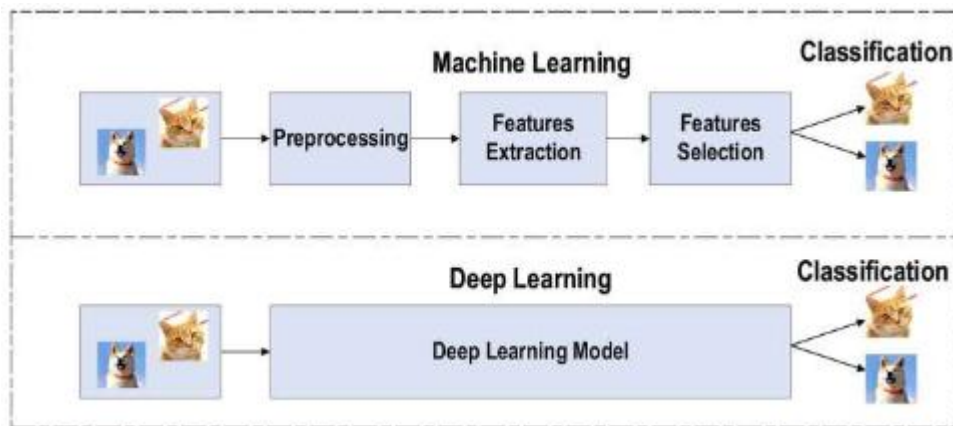 Machine Learning
Classification
Preprocessing
Features
Extraction
Features
Selection
Deep Learning
Classification
Deep Learning Model